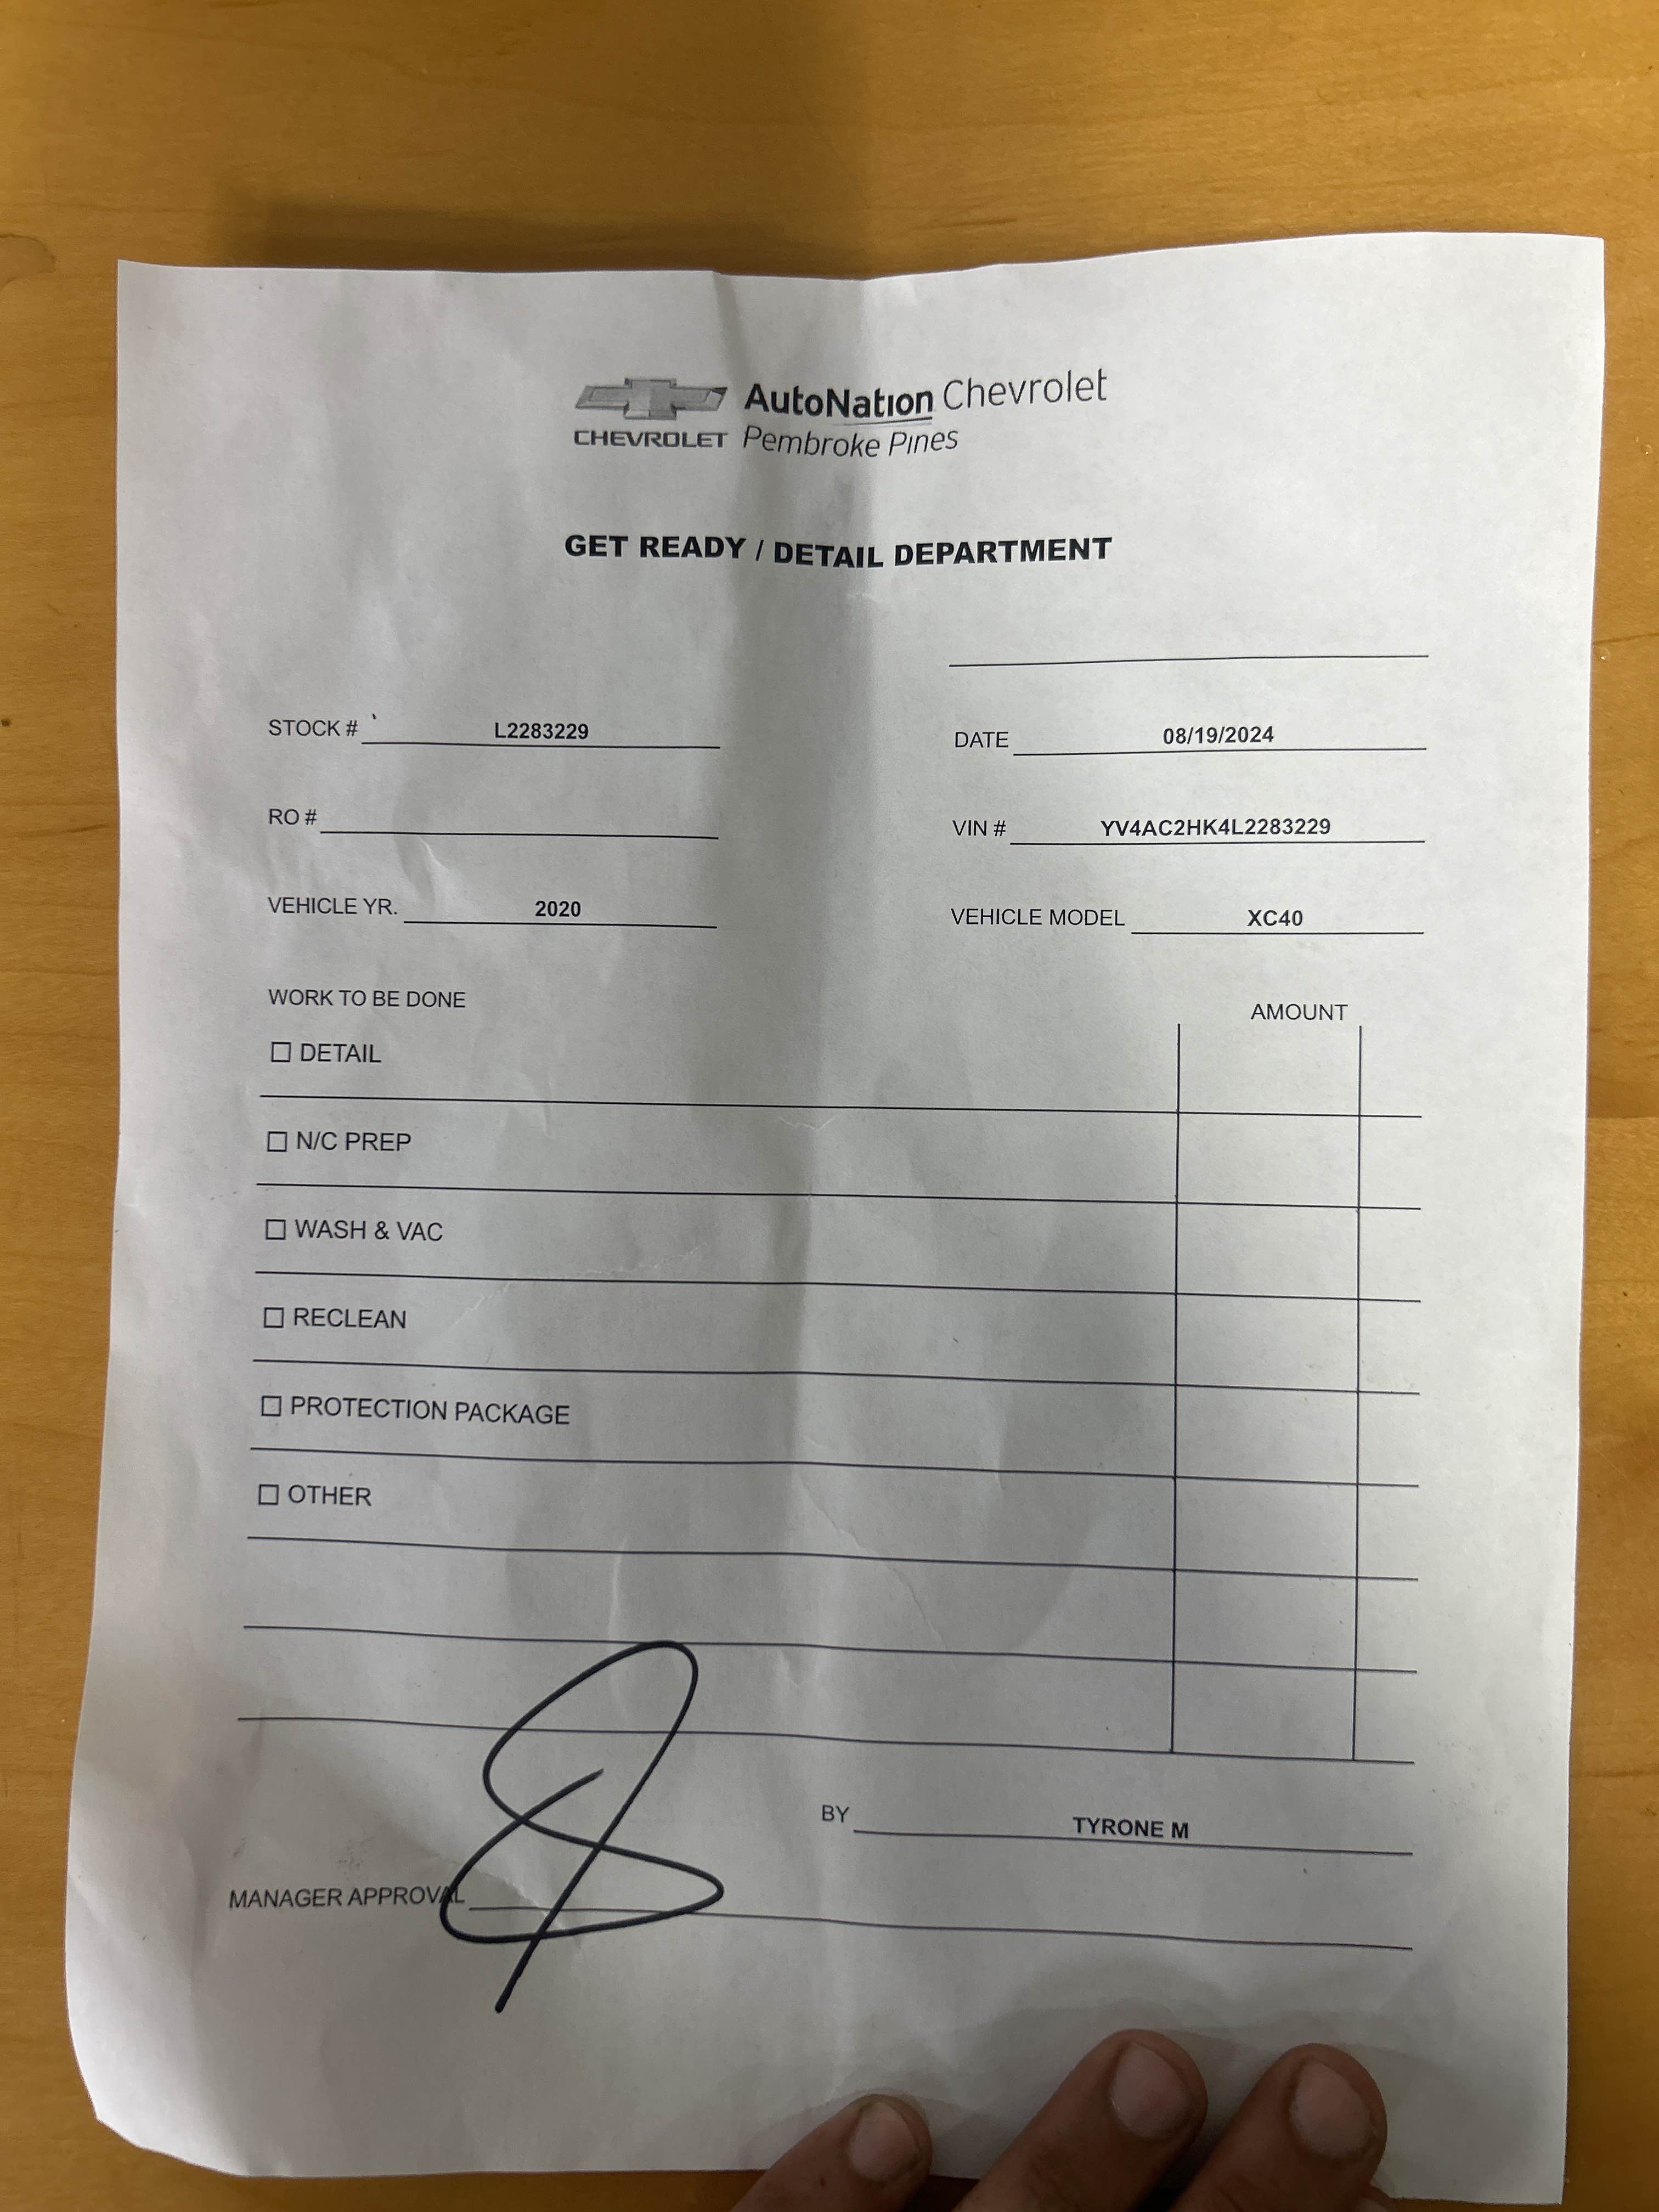 AutoNation Chevrolet
CHEVROLET Pembroke Pines
GET READY / DETAIL DEPARTMENT
STOCK # L2283229
DATE 08/19/2024
RO #
VIN # YV4AC2HK4L2283229
VEHICLE YR. 2020
VEHICLE MODEL XC40
WORK TO BE DONE
AMOUNT
☐ DETAIL
☐ N/C PREP
☐ WASH & VAC
☐ RECLEAN
☐ PROTECTION PACKAGE
☐ OTHER
BY TYRONE M
MANAGER APPROVAL